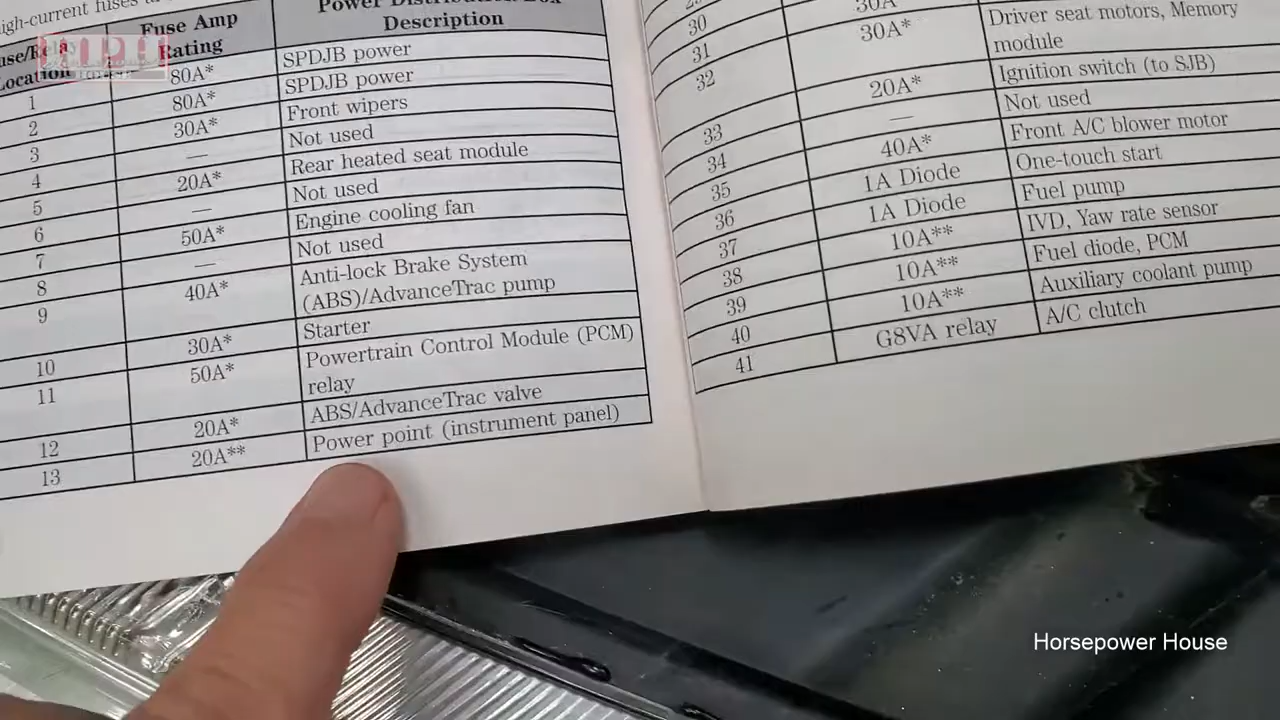 high-current fuses
Fuse/Relay Location Fuse Amp Rating Power Distribution Box Description
1 80A* SPDJB power
2 80A* SPDJB power
3 30A* Front wipers
4 — Not used
5 20A* Rear heated seat module
6 — Not used
7 50A* Engine cooling fan
8 — Not used
9 40A* Anti-lock Brake System
(ABS)/AdvanceTrac pump
10 30A* Starter
11 50A* Powertrain Control Module (PCM)
relay
12 20A* ABS/AdvanceTrac valve
13 20A** Power point (instrument panel)
30 30A*
31
32 30A* Driver seat motors, Memory
module
33 20A* Ignition switch (to SJB)
34 — Not used
35 40A* Front A/C blower motor
36 1A Diode One-touch start
37 1A Diode Fuel pump
38 10A** IVD, Yaw rate sensor
39 10A** Fuel diode, PCM
40 10A** Auxiliary coolant pump
41 G8VA relay A/C clutch
Horsepower House